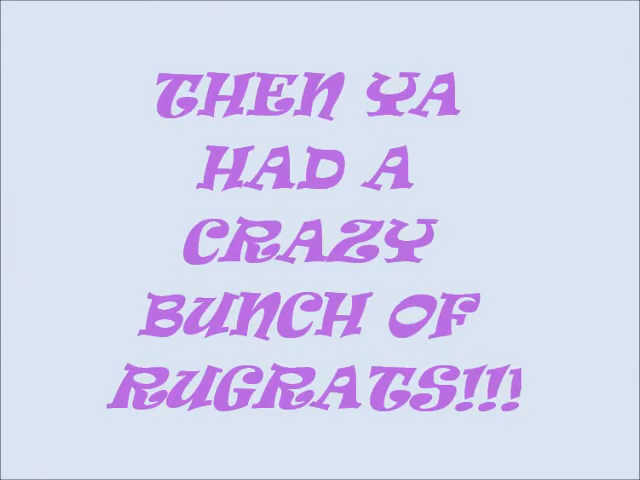 THEN YA
HAD A
CRAZY
BUNCH OF
RUGRATS!!!